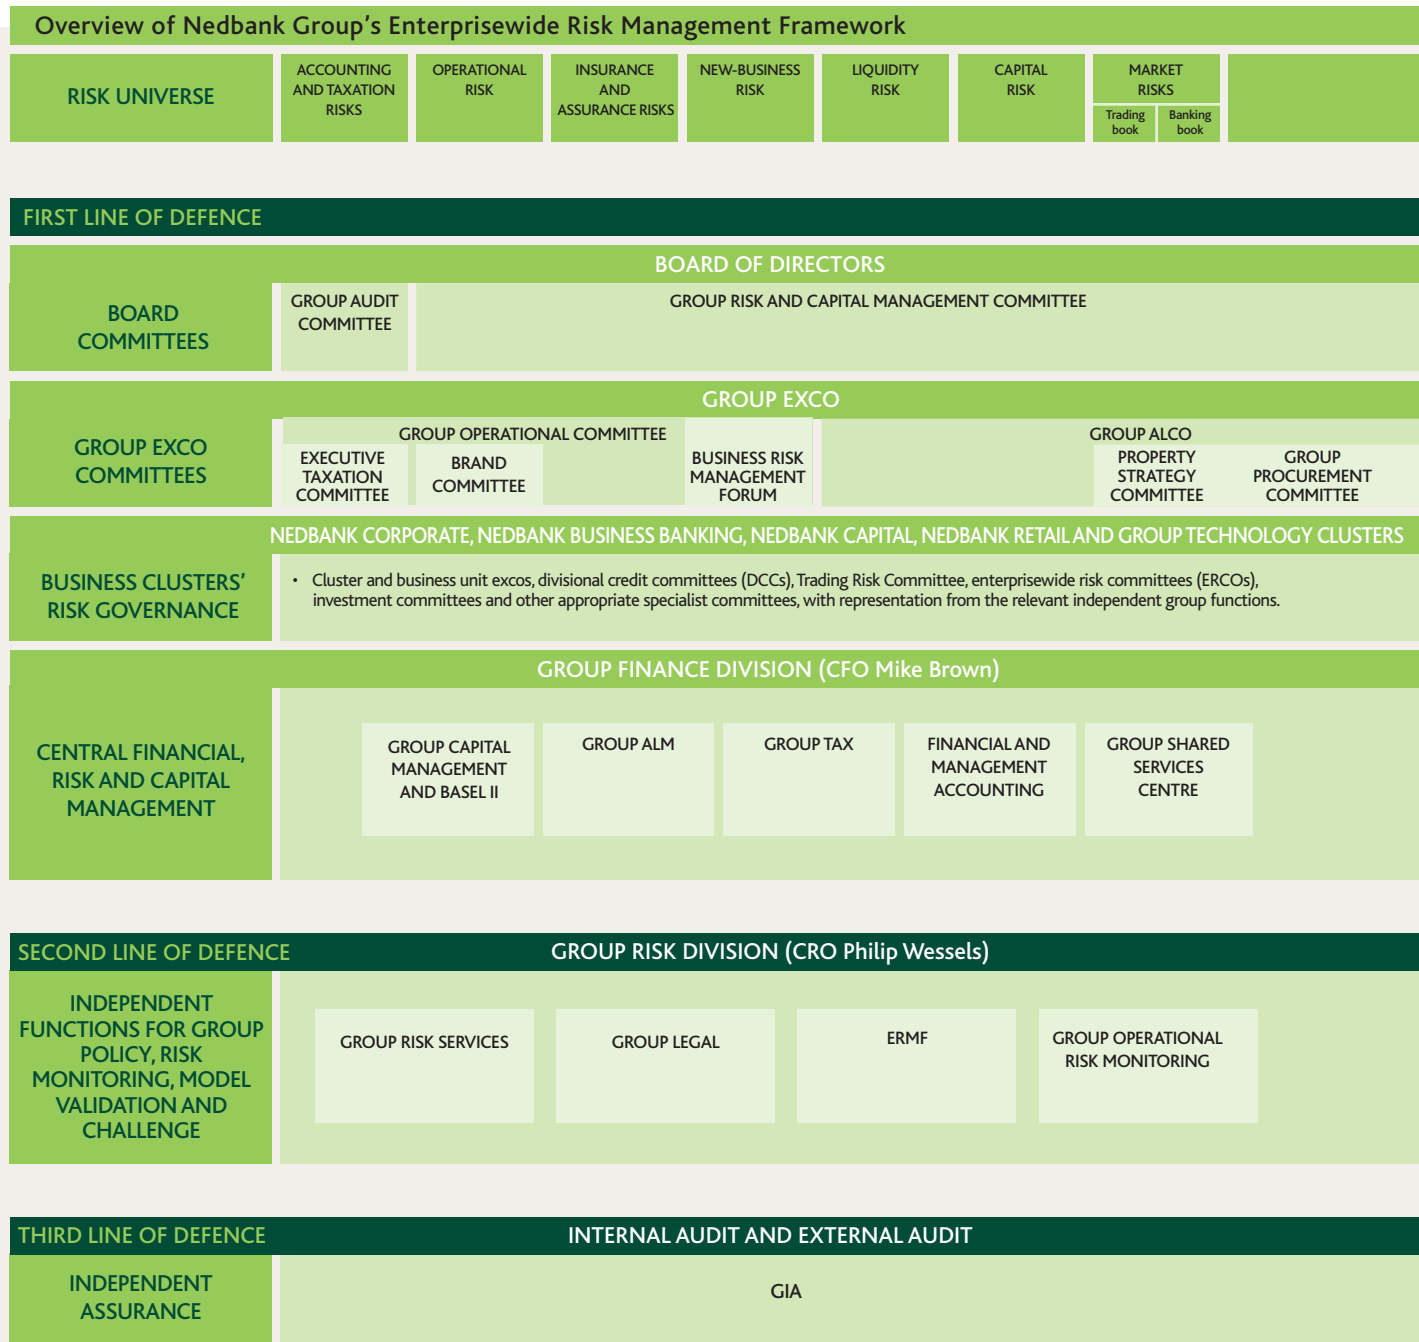 Overview of Nedbank Group’s Enterprisewide Risk Management Framework
RISK UNIVERSE
ACCOUNTING
AND TAXATION
RISKS
OPERATIONAL
RISK
INSURANCE
AND
ASSURANCE RISKS
NEW-BUSINESS
RISK
LIQUIDITY
RISK
CAPITAL
RISK
MARKET
RISKS
Trading
book
Banking
book
FIRST LINE OF DEFENCE
BOARD OF DIRECTORS
BOARD
COMMITTEES
GROUP AUDIT
COMMITTEE
GROUP RISK AND CAPITAL MANAGEMENT COMMITTEE
GROUP EXCO
GROUP EXCO
COMMITTEES
GROUP OPERATIONAL COMMITTEE
EXECUTIVE
TAXATION
COMMITTEE
BRAND
COMMITTEE
BUSINESS RISK
MANAGEMENT
FORUM
GROUP ALCO
PROPERTY
STRATEGY
COMMITTEE
GROUP
PROCUREMENT
COMMITTEE
NEDBANK CORPORATE, NEDBANK BUSINESS BANKING, NEDBANK CAPITAL, NEDBANK RETAIL AND GROUP TECHNOLOGY CLUSTERS
BUSINESS CLUSTERS’
RISK GOVERNANCE
• Cluster and business unit excos, divisional credit committees (DCCs), Trading Risk Committee, enterprisewide risk committees (ERCOs),
investment committees and other appropriate specialist committees, with representation from the relevant independent group functions.
GROUP FINANCE DIVISION (CFO Mike Brown)
CENTRAL FINANCIAL,
RISK AND CAPITAL
MANAGEMENT
GROUP CAPITAL
MANAGEMENT
AND BASEL II
GROUP ALM
GROUP TAX
FINANCIAL AND
MANAGEMENT
ACCOUNTING
GROUP SHARED
SERVICES
CENTRE
SECOND LINE OF DEFENCE
GROUP RISK DIVISION (CRO Philip Wessels)
INDEPENDENT
FUNCTIONS FOR GROUP
POLICY, RISK
MONITORING, MODEL
VALIDATION AND
CHALLENGE
GROUP RISK SERVICES
GROUP LEGAL
ERMF
GROUP OPERATIONAL
RISK MONITORING
THIRD LINE OF DEFENCE
INTERNAL AUDIT AND EXTERNAL AUDIT
INDEPENDENT
ASSURANCE
GIA